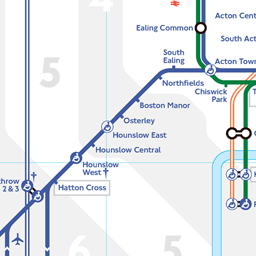 Acton Cent
Ealing Common
South Act
South
Ealing
Acton Town
5
Northfields
Chiswick
Park
Boston Manor
Osterley
Hounslow East
Hounslow Central
Hounslow
West †
throw
2 & 3
Hatton Cross
6
5